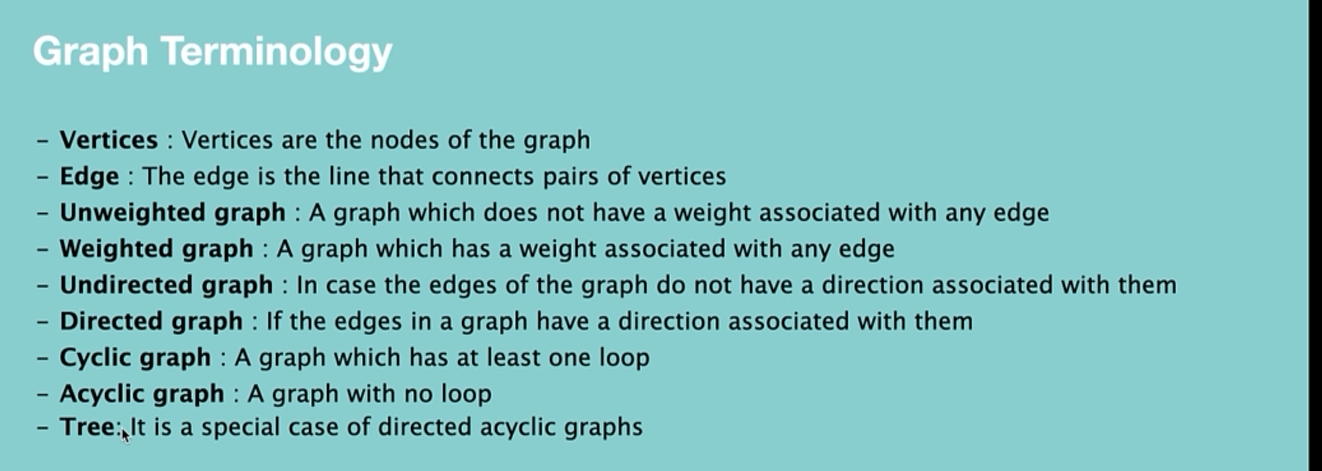 Graph Terminology
- Vertices : Vertices are the nodes of the graph
- Edge : The edge is the line that connects pairs of vertices
- Unweighted graph : A graph which does not have a weight associated with any edge
- Weighted graph : A graph which has a weight associated with any edge
- Undirected graph : In case the edges of the graph do not have a direction associated with them
- Directed graph : If the edges in a graph have a direction associated with them
- Cyclic graph : A graph which has at least one loop
- Acyclic graph : A graph with no loop
- Tree: It is a special case of directed acyclic graphs